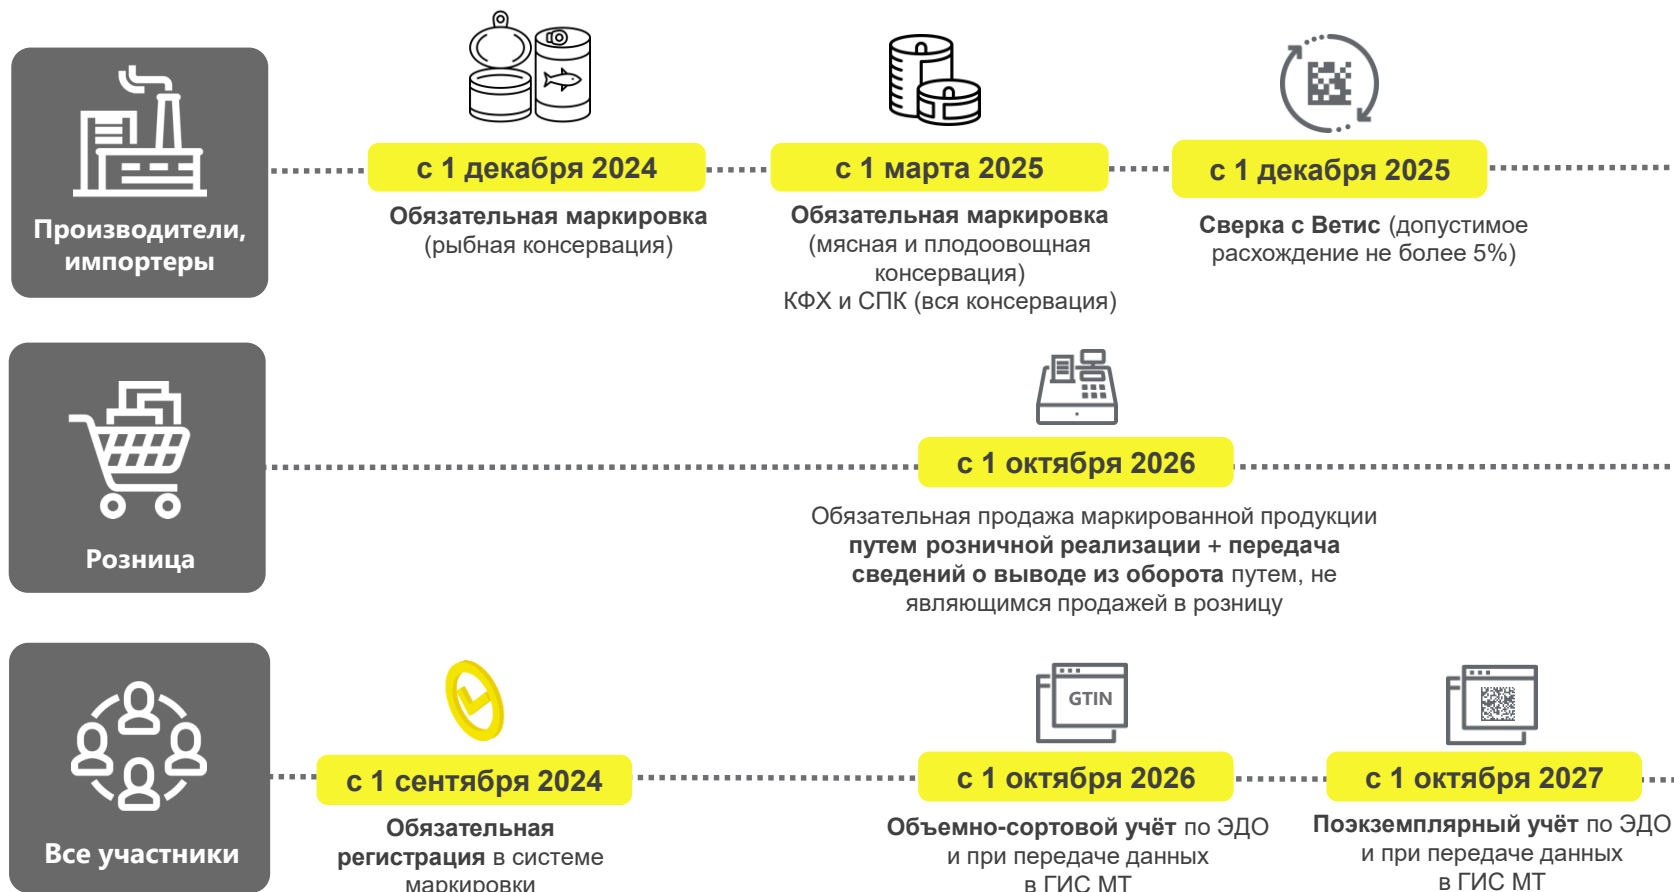 с 1 декабря 2024
с 1 марта 2025
с 1 декабря 2025
Производители,
импортеры
Обязательная маркировка
(рыбная консервация)
Обязательная маркировка
(мясная и плодоовощная
консервация)
КФХ и СПК (вся консервация)
Сверка с Ветис (допустимое
расхождение не более 5%)
Розница
с 1 октября 2026
Обязательная продажа маркированной продукции
путем розничной реализации + передача
сведений о выводе из оборота путем, не
являющимся продажей в розницу
Все участники
с 1 сентября 2024
Обязательная
регистрация в системе
маркировки
GTIN
с 1 октября 2026
Объемно-сортовой учёт по ЭДО
и при передаче данных
в ГИС МТ
с 1 октября 2027
Поэкземплярный учёт по ЭДО
и при передаче данных
в ГИС МТ